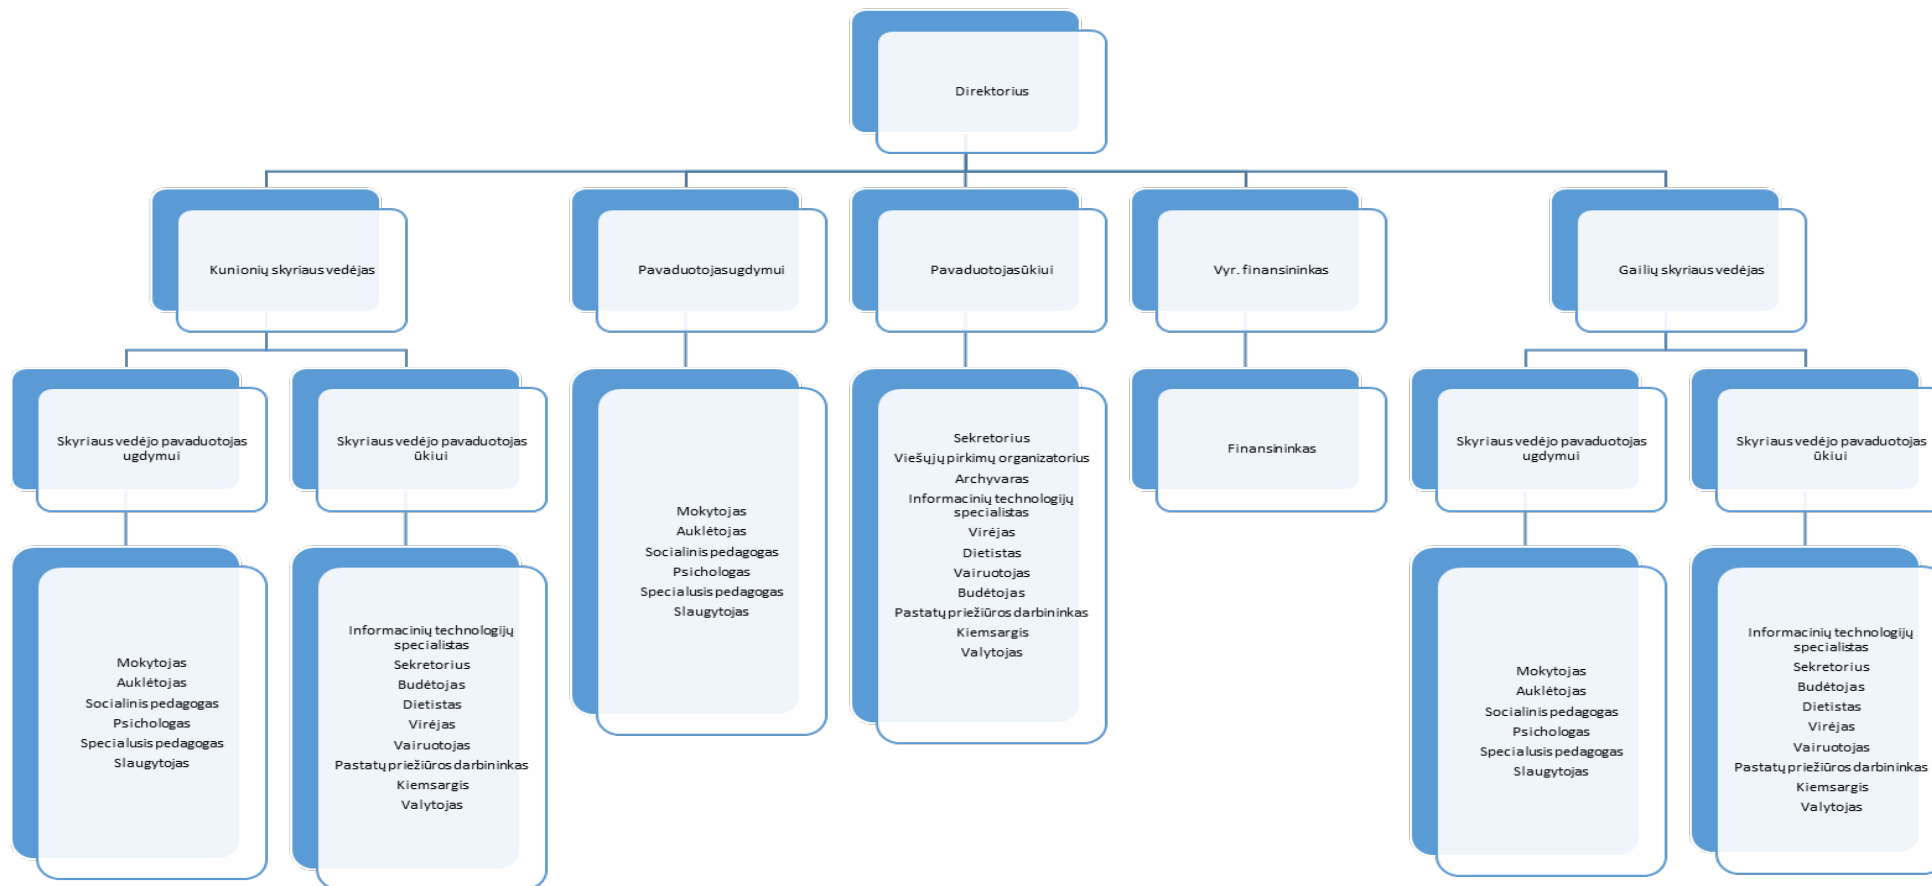 Direktorius
Kunionių skyriaus vedėjas
Pavaduotojasugdymui
Pavaduotojasūkiui
Vyr. finansininkas
Gailių skyriaus vedėjas
Skyriaus vedėjo pavaduotojas
ugdymui
Skyriaus vedėjo pavaduotojas
ūkiui
Mokytojas
Auklėtojas
Socialinis pedagogas
Psichologas
Specialusis pedagogas
Slaugytojas
Sekretorius
Viešųjų pirkimų organizatorius
Archyvaras
Informacinių technologijų
specialistas
Virėjas
Dietistas
Vairuotojas
Budėtojas
Pastatų priežiūros darbininkas
Kiemsargis
Valytojas
Finansininkas
Skyriaus vedėjo pavaduotojas
ugdymui
Skyriaus vedėjo pavaduotojas
ūkiui
Mokytojas
Auklėtojas
Socialinis pedagogas
Psichologas
Specialusis pedagogas
Slaugytojas
Informacinių technologijų
specialistas
Sekretorius
Budėtojas
Dietistas
Virėjas
Vairuotojas
Pastatų priežiūros darbininkas
Kiemsargis
Valytojas
Mokytojas
Auklėtojas
Socialinis pedagogas
Psichologas
Specialusis pedagogas
Slaugytojas
Informacinių technologijų
specialistas
Sekretorius
Budėtojas
Dietistas
Virėjas
Vairuotojas
Pastatų priežiūros darbininkas
Kiemsargis
Valytojas